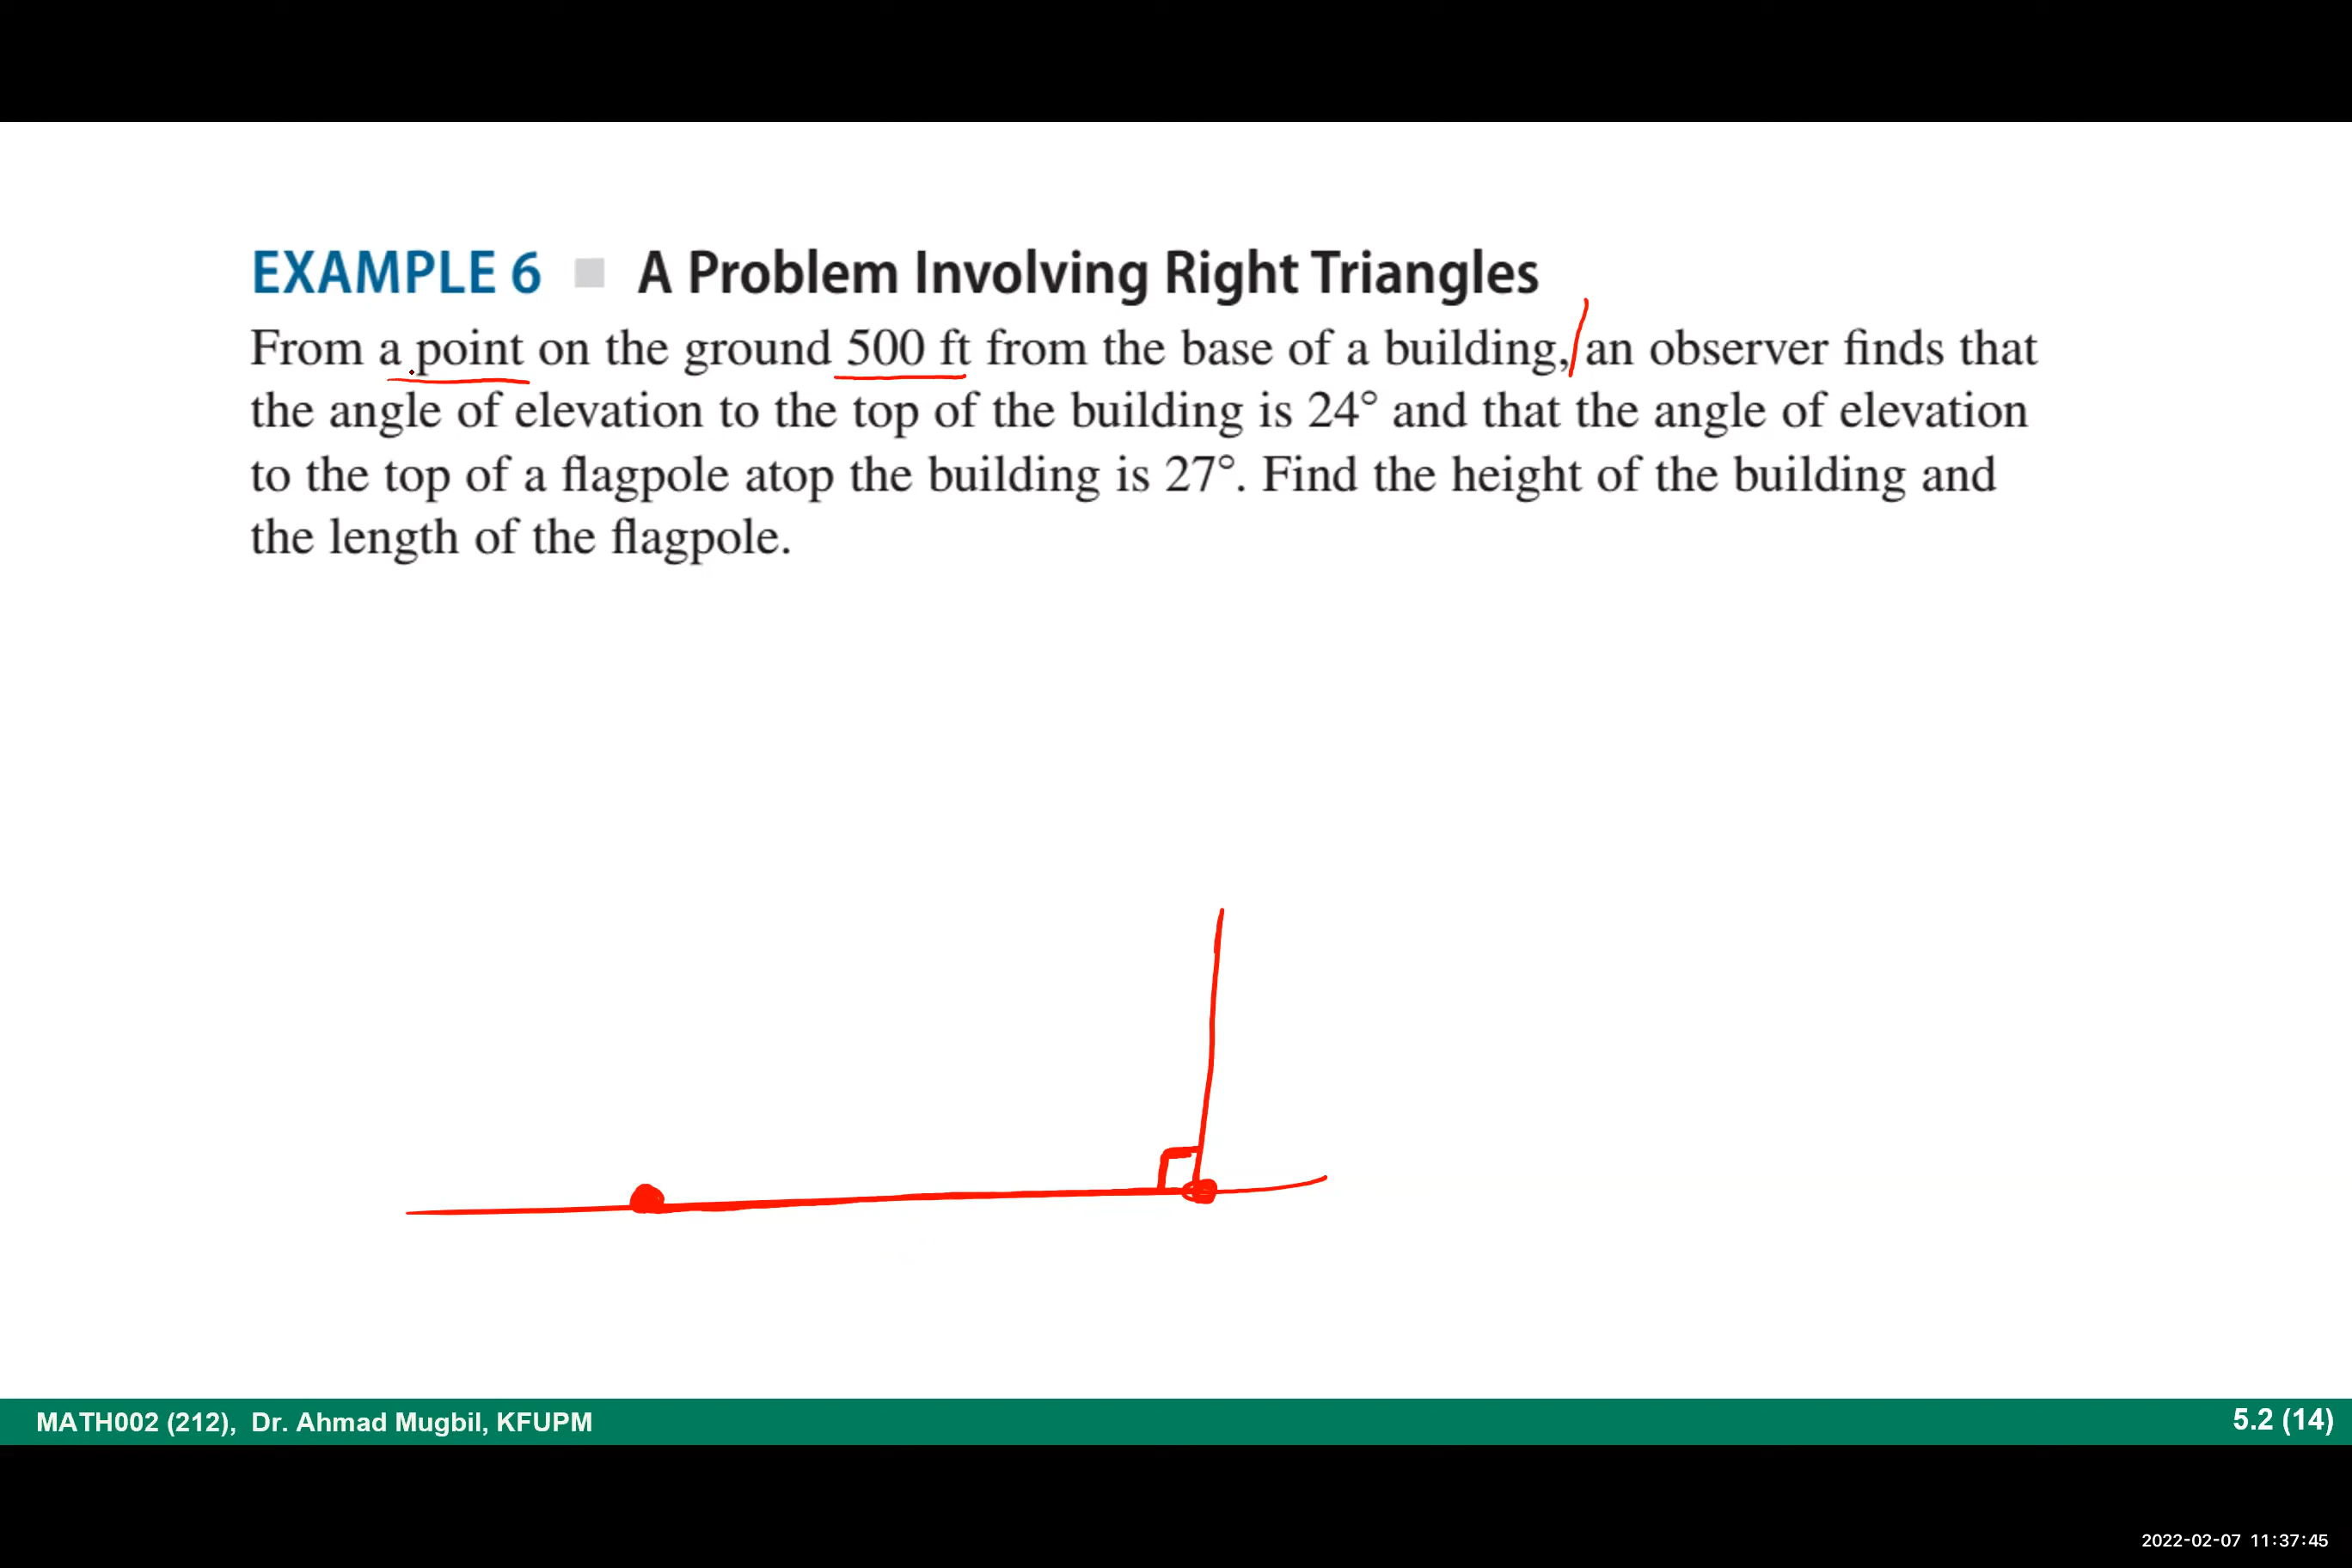 EXAMPLE 6 ■ A Problem Involving Right Triangles
From a point on the ground 500 ft from the base of a building, an observer finds that
the angle of elevation to the top of the building is 24° and that the angle of elevation
to the top of a flagpole atop the building is 27°. Find the height of the building and
the length of the flagpole.
MATH002 (212), Dr. Ahmad Mugbil, KFUPM
5.2 (14)
2022-02-07 11:37:45